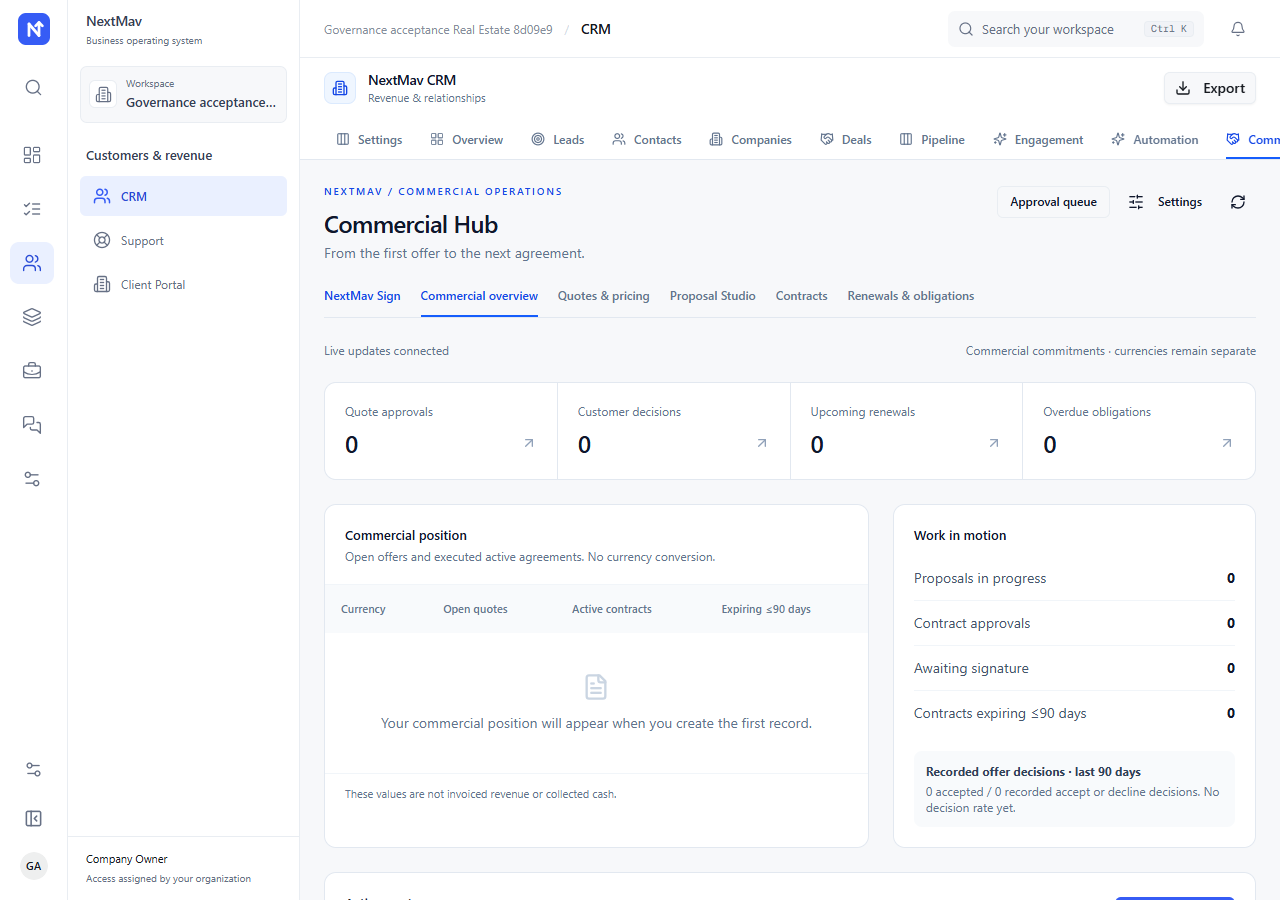 NextMav
Business operating system
Workspace
Governance acceptance...
Customers & revenue
CRM
Support
Client Portal
GA
Company Owner
Access assigned by your organization
Governance acceptance Real Estate 8d09e9 / CRM
Search your workspace
Ctrl K
NextMav CRM
Revenue & relationships
Export
Settings
Overview
Leads
Contacts
Companies
Deals
Pipeline
Engagement
Automation
Comm
NEXTMAV / COMMERCIAL OPERATIONS
Commercial Hub
From the first offer to the next agreement.
Approval queue
Settings
NextMav Sign
Commercial overview
Quotes & pricing
Proposal Studio
Contracts
Renewals & obligations
Live updates connected
Commercial commitments · currencies remain separate
Quote approvals
0
Customer decisions
0
Upcoming renewals
0
Overdue obligations
0
Commercial position
Open offers and executed active agreements. No currency conversion.
Currency
Open quotes
Active contracts
Expiring ≤90 days
Your commercial position will appear when you create the first record.
These values are not invoiced revenue or collected cash.
Work in motion
Proposals in progress 0
Contract approvals 0
Awaiting signature 0
Contracts expiring ≤90 days 0
Recorded offer decisions · last 90 days
0 accepted / 0 recorded accept or decline decisions. No
decision rate yet.